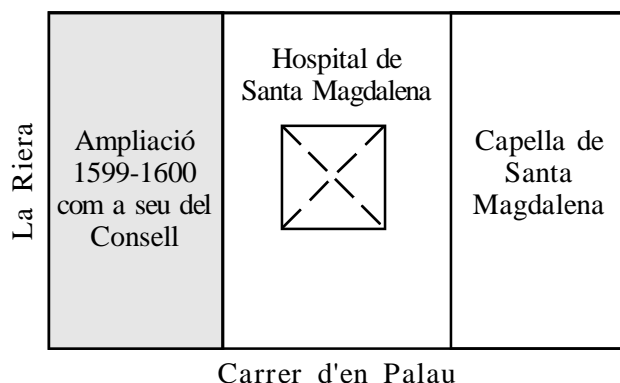 La Riera
Ampliació
1599-1600
com a seu del
Consell
Hospital de
Santa Magdalena
Capella de
Santa
Magdalena
Carrer d'en Palau